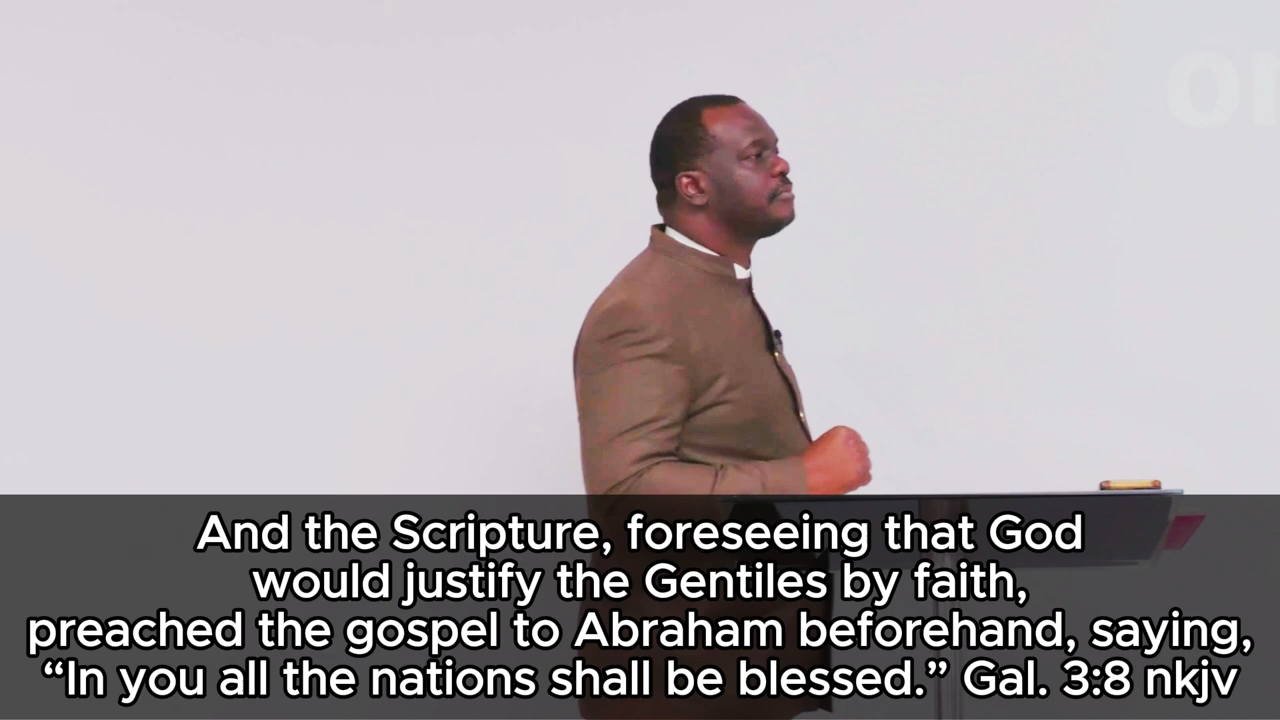 or
And the Scripture, foreseeing that God
would justify the Gentiles by faith,
preached the gospel to Abraham beforehand, saying,
“In you all the nations shall be blessed.” Gal. 3:8 nkjv